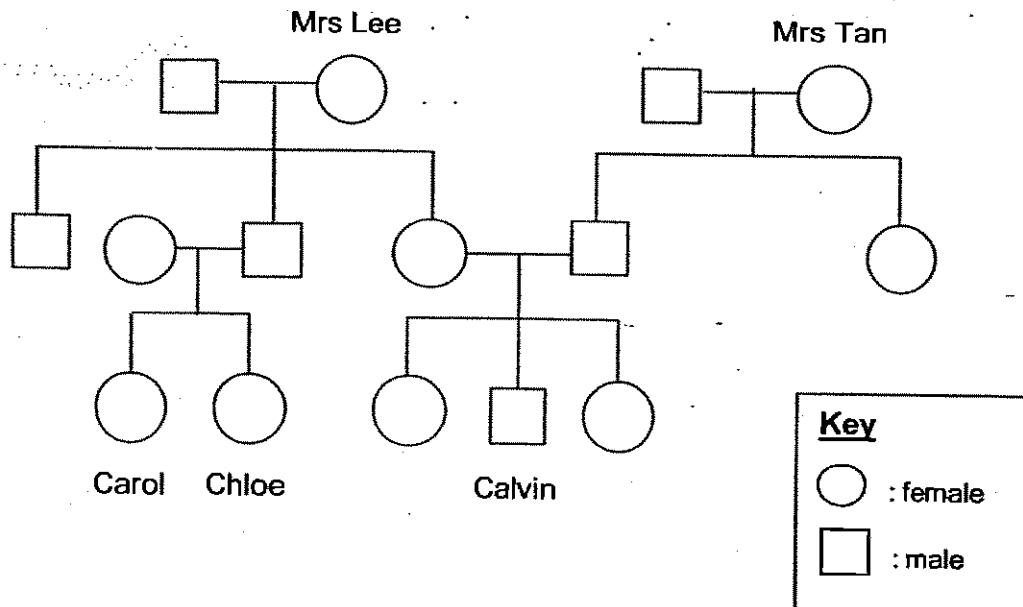 Mrs Lee
Mrs Tan
Carol
Chloe
Calvin
Key
: female
: male